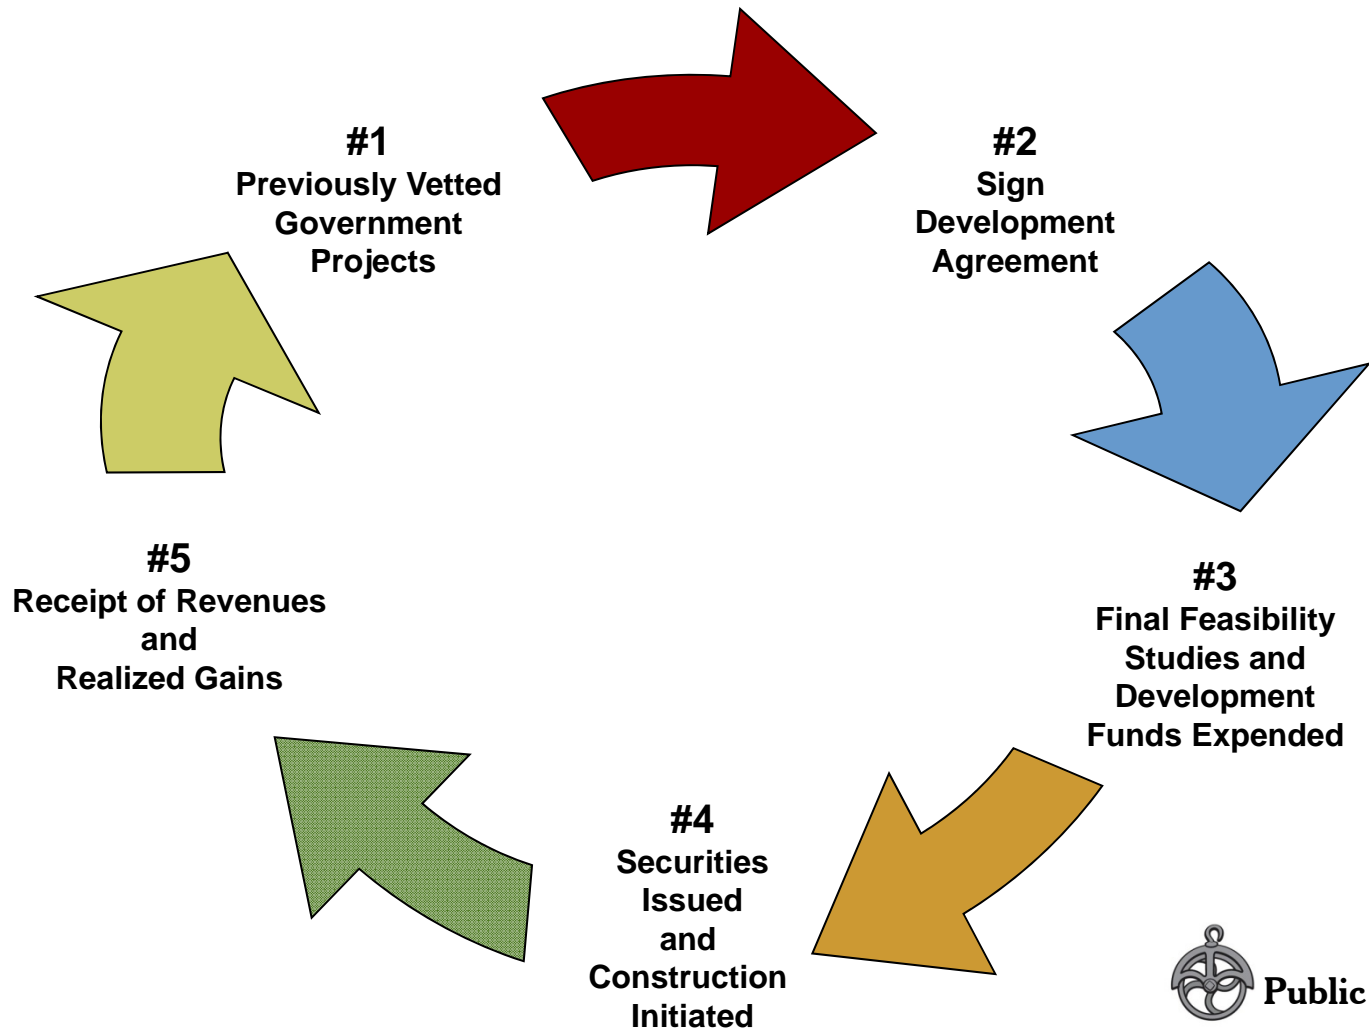 #1
Previously Vetted
Government
Projects
#2
Sign
Development
Agreement
#3
Final Feasibility
Studies and
Development
Funds Expended
#4
Securities
Issued
and
Construction
Initiated
#5
Receipt of Revenues
and
Realized Gains
Public